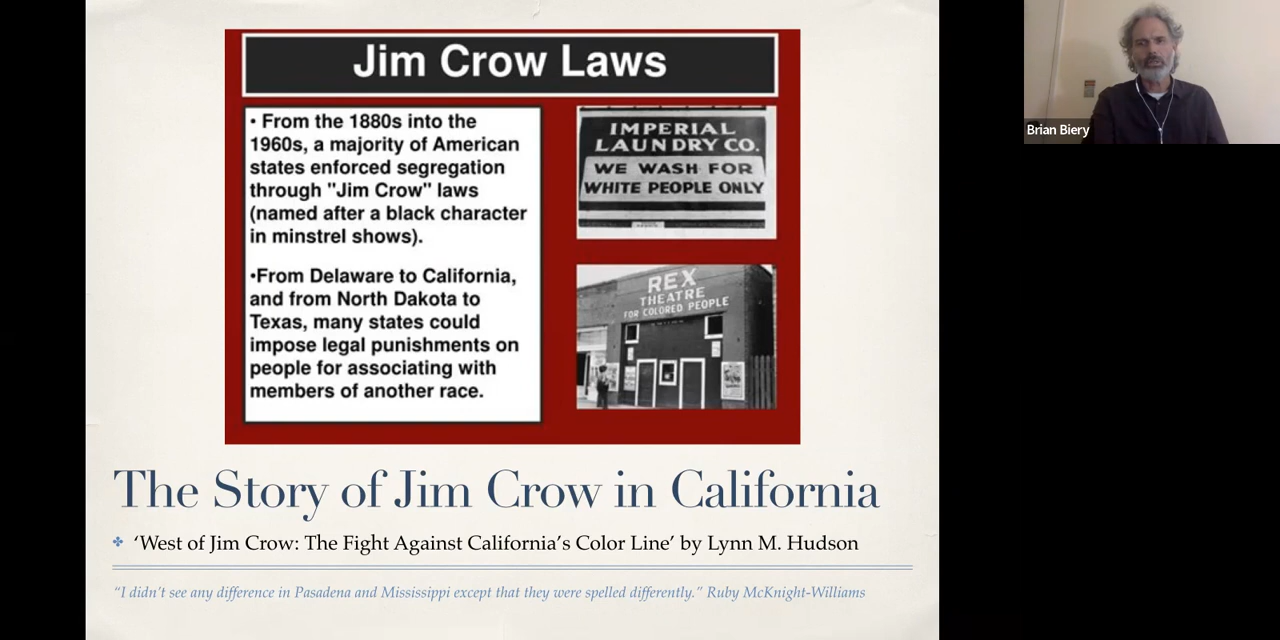 Jim Crow Laws
• From the 1880s into the
1960s, a majority of American
states enforced segregation
through "Jim Crow" laws
(named after a black character
in minstrel shows).
•From Delaware to California,
and from North Dakota to
Texas, many states could
impose legal punishments on
people for associating with
members of another race.
IMPERIAL
LAUNDRY CO.
WE WASH FOR
WHITE PEOPLE ONLY
REX
THEATRE
FOR COLORED PEOPLE
Brian Biery
The Story of Jim Crow in California
‘West of Jim Crow: The Fight Against California’s Color Line’ by Lynn M. Hudson
“I didn’t see any difference in Pasadena and Mississippi except that they were spelled differently.” Ruby McKnight-Williams